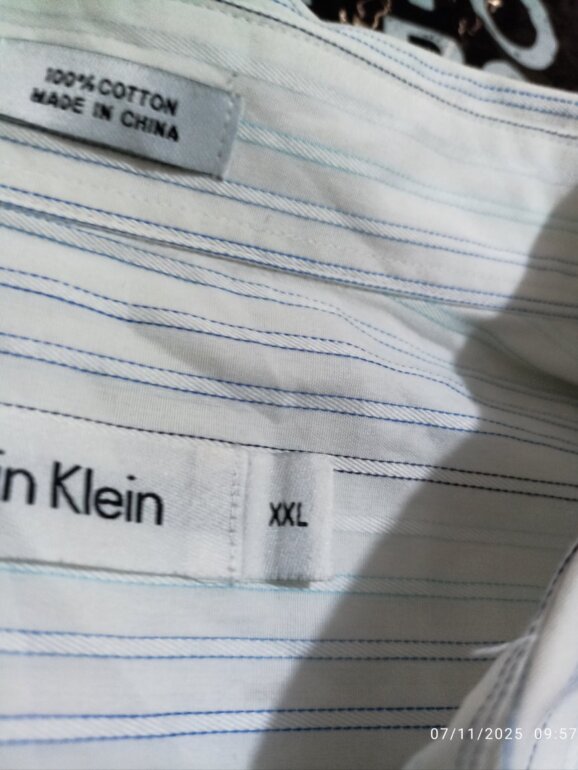 100% COTTON
MADE IN CHINA
in Klein
XXL
07/11/2025 09:57